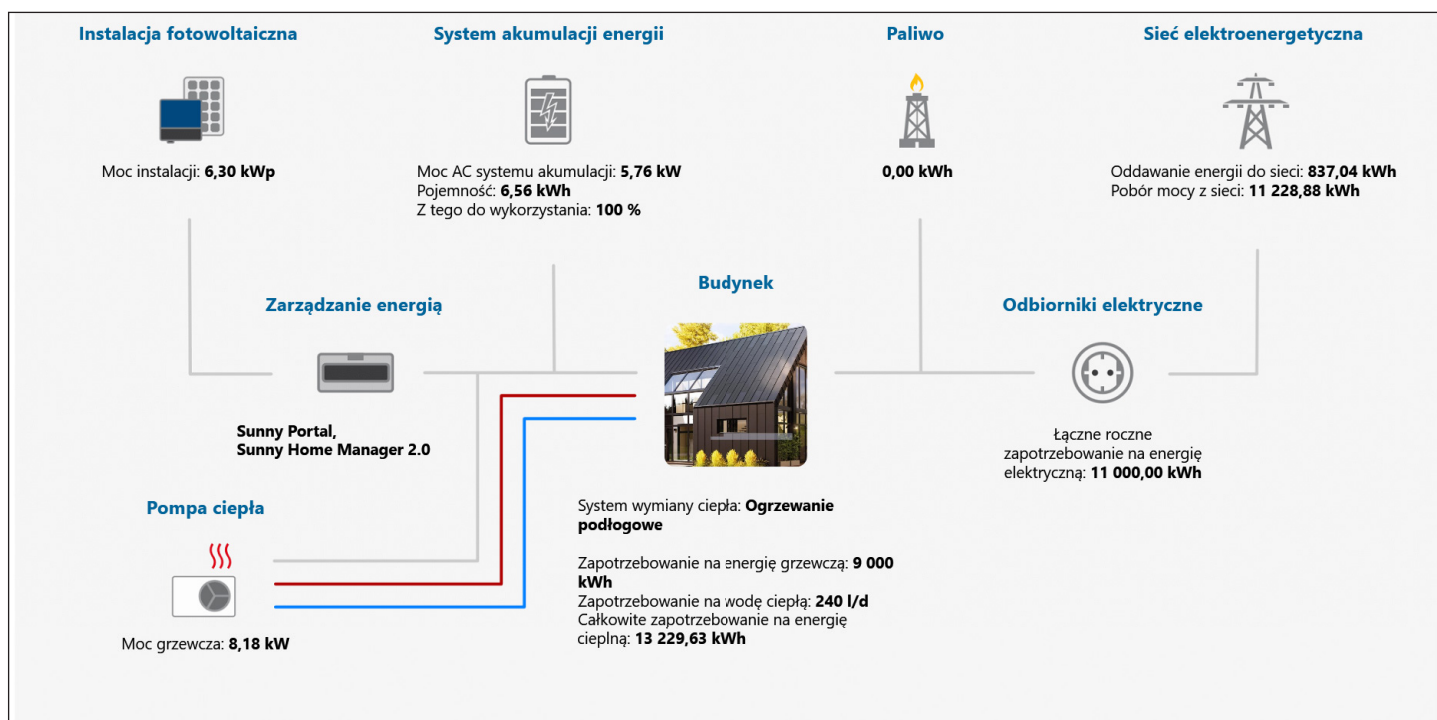 Instalacja fotowoltaiczna
Moc instalacji: 6,30 kWp
System akumulacji energii
Moc AC systemu akumulacji: 5,76 kW
Pojemność: 6,56 kWh
Z tego do wykorzystania: 100 %
Paliwo
0,00 kWh
Sieć elektroenergetyczna
Oddawanie energii do sieci: 837,04 kWh
Pobór mocy z sieci: 11 228,88 kWh
Zarządzanie energią
Sunny Portal,
Sunny Home Manager 2.0
Budynek
System wymiany ciepła: Ogrzewanie
podłogowe
Zapotrzebowanie na energię grzewczą: 9 000
kWh
Zapotrzebowanie na wodę ciepłą: 240 l/d
Całkowite zapotrzebowanie na energię
cieplną: 13 229,63 kWh
Odbiorniki elektryczne
Łączne roczne
zapotrzebowanie na energię
elektryczną: 11 000,00 kWh
Pompa ciepła
Moc grzewcza: 8,18 kW